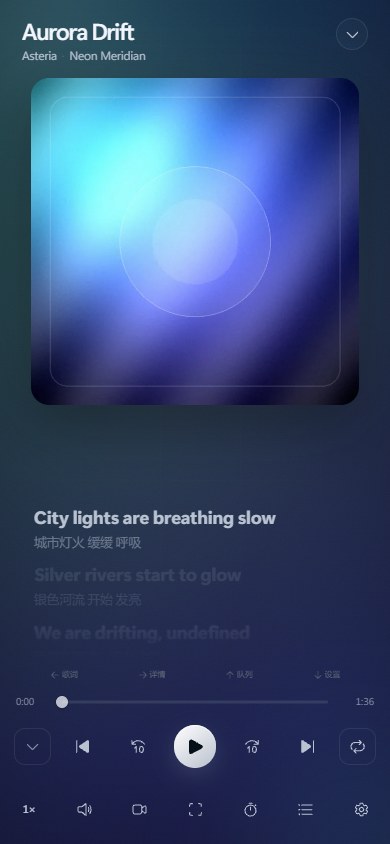 Aurora Drift
Asteria · Neon Meridian
City lights are breathing slow
城市灯火 缓缓 呼吸
Silver rivers start to glow
银色河流 开始 发亮
We are drifting, undefined
← 歌词 → 详情 ↑ 队列 ↓ 设置
0:00 1:36
10 10
1×